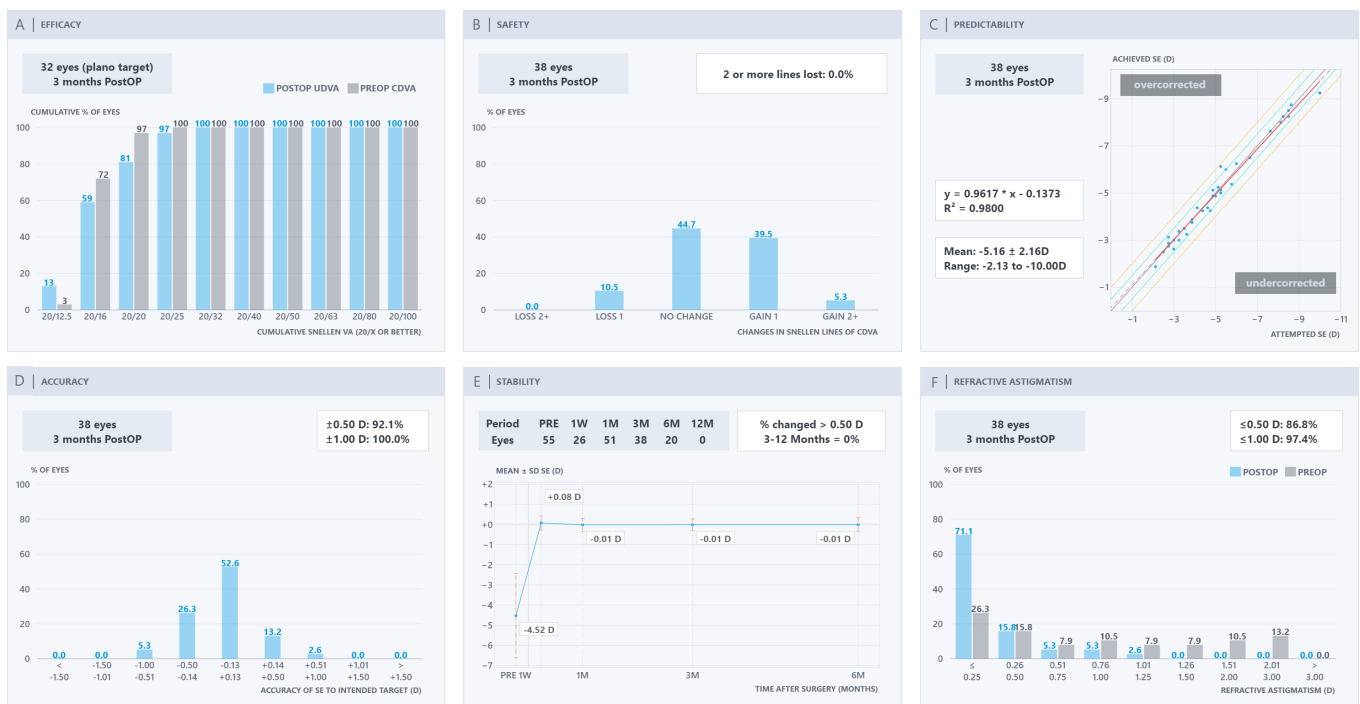 A | EFFICACY
32 eyes (plano target)
3 months PostOP
POSTOP UDVA PREOP CDVA
CUMULATIVE % OF EYES
100
80
60
40
20
0
13 3
59 72
81 97
97 100
100 100
100 100
100 100
100 100
100 100
100 100
20/12.5 20/16 20/20 20/25 20/32 20/40 20/50 20/63 20/80 20/100
CUMULATIVE SNELLEN VA (20/X OR BETTER)
B | SAFETY
38 eyes
3 months PostOP
2 or more lines lost: 0.0%
% OF EYES
100
80
60
40
20
0
0.0 10.5 44.7 39.5 5.3
LOSS 2+ LOSS 1 NO CHANGE GAIN 1 GAIN 2+
CHANGES IN SNELLEN LINES OF CDVA
C | PREDICTABILITY
38 eyes
3 months PostOP
y = 0.9617 * x - 0.1373
R² = 0.9800
Mean: -5.16 ± 2.16D
Range: -2.13 to -10.00D
ACHIEVED SE (D)
overcorrected
−9
−7
−5
−3
−1
undercorrected
−1 −3 −5 −7 −9 −11
ATTEMPTED SE (D)
D | ACCURACY
38 eyes
3 months PostOP
±0.50 D: 92.1%
±1.00 D: 100.0%
% OF EYES
100
80
60
40
20
0
0.0 0.0 5.3 26.3 52.6 13.2 2.6 0.0 0.0
< -1.50 -1.00 -0.50 -0.13 +0.14 +0.51 +1.01 >
-1.50 -1.01 -0.51 -0.14 +0.13 +0.50 +1.00 +1.50 +1.50
ACCURACY OF SE TO INTENDED TARGET (D)
E | STABILITY
Period PRE 1W 1M 3M 6M 12M
Eyes 55 26 51 38 20 0
% changed > 0.50 D
3-12 Months = 0%
MEAN ± SD SE (D)
+2
+1
+0
−1
−2
−3
−4
−5
−6
−7
-4.52 D
+0.08 D
-0.01 D
-0.01 D
-0.01 D
PRE 1W 1M 3M 6M
TIME AFTER SURGERY (MONTHS)
F | REFRACTIVE ASTIGMATISM
38 eyes
3 months PostOP
≤0.50 D: 86.8%
≤1.00 D: 97.4%
% OF EYES
POSTOP PREOP
100
80
60
40
20
0
71.1 26.3
15.8 15.8
5.3 7.9
5.3 10.5
2.6 7.9
0.0 7.9
0.0 10.5
0.0 13.2
0.0 0.0
≤ 0.26 0.51 0.76 1.01 1.26 1.51 2.01 >
0.25 0.50 0.75 1.00 1.25 1.50 2.00 3.00 3.00
REFRACTIVE ASTIGMATISM (D)